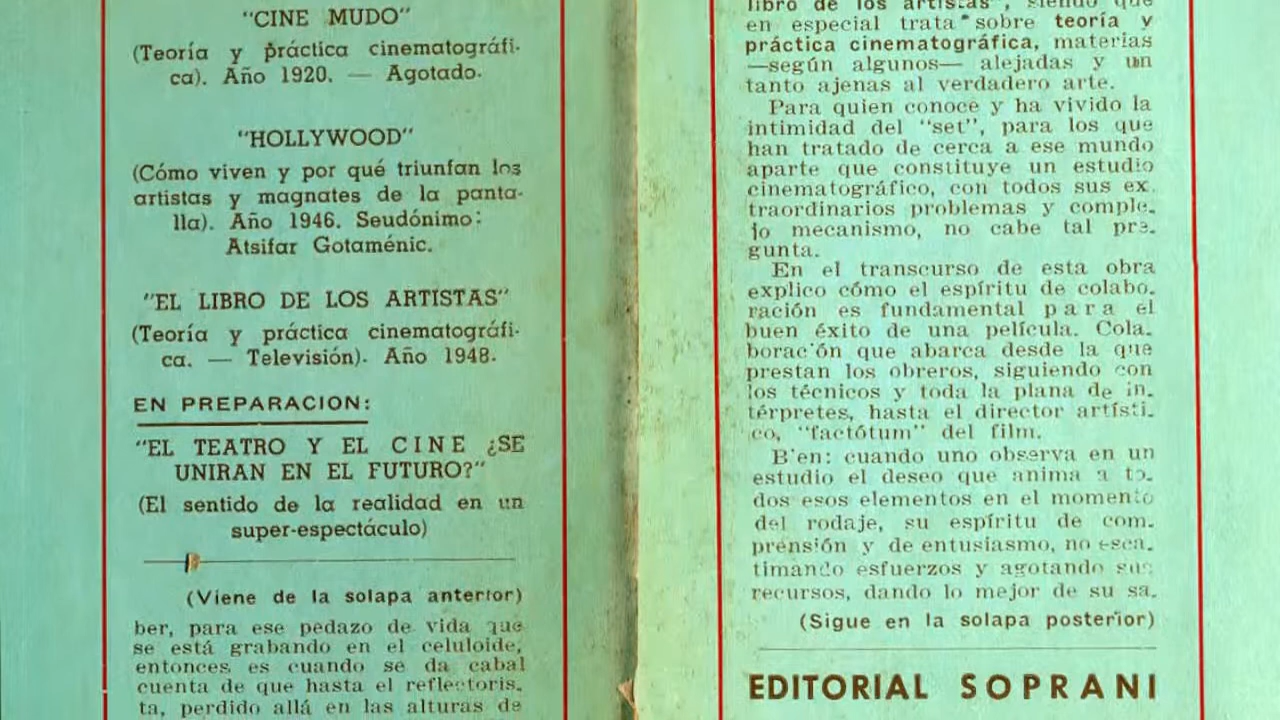 "CINE MUDO"
(Teoría y práctica cinematográfi-
ca). Año 1920. — Agotado.
"HOLLYWOOD"
(Cómo viven y por qué triunfan los
artistas y magnates de la panta-
lla). Año 1946. Seudónimo:
Atsifar Gotaménic.
"EL LIBRO DE LOS ARTISTAS"
(Teoría y práctica cinematográfi-
ca. — Televisión). Año 1948.
EN PREPARACION:
"EL TEATRO Y EL CINE ¿SE
UNIRAN EN EL FUTURO?"
(El sentido de la realidad en un
super-espectáculo)
(Viene de la solapa anterior)
ber, para ese pedazo de vida que
se está grabando en el celuloide,
entonces es cuando se da cabal
cuenta de que hasta el reflectoris-
ta, perdido allá en las alturas de
libro de los artistas", siendo que
en especial trata sobre teoría y
práctica cinematográfica, materias
—según algunos— alejadas y un
tanto ajenas al verdadero arte.
Para quien conoce y ha vivido la
intimidad del "set", para los que
han tratado de cerca a ese mundo
aparte que constituye un estudio
cinematográfico, con todos sus ex-
traordinarios problemas y comple-
jo mecanismo, no cabe tal pre-
gunta.
En el transcurso de esta obra
explico cómo el espíritu de colabo-
ración es fundamental para el
buen éxito de una película. Cola-
boración que abarca desde la que
prestan los obreros, siguiendo con
los técnicos y toda la plana de in-
térpretes, hasta el director artísti-
co, "factótum" del film.
Bien: cuando uno observa en un
estudio el deseo que anima a to-
dos esos elementos en el momento
del rodaje, su espíritu de com-
prensión y de entusiasmo, no esca-
timando esfuerzos y agotando sus
recursos, dando lo mejor de su sa-
(Sigue en la solapa posterior)
EDITORIAL SOPRANI